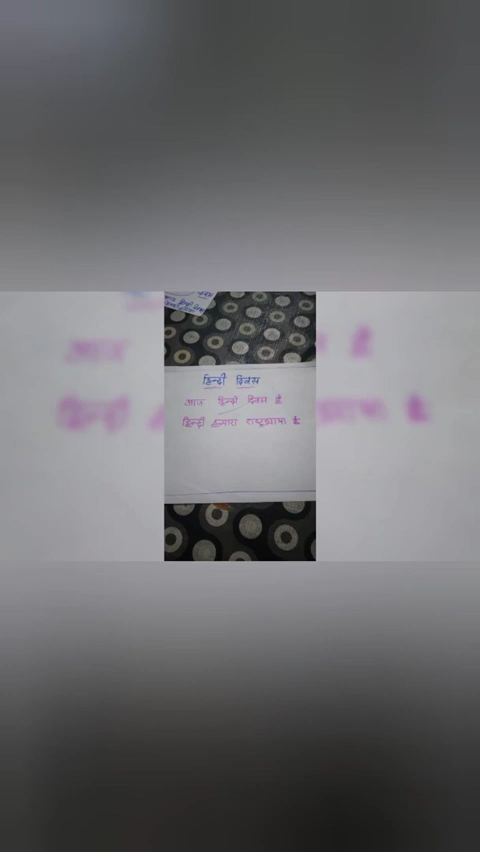 हिन्दी दिवस
आज हिन्दी दिवस है
हिन्दी हमारा राष्ट्रभाषा है